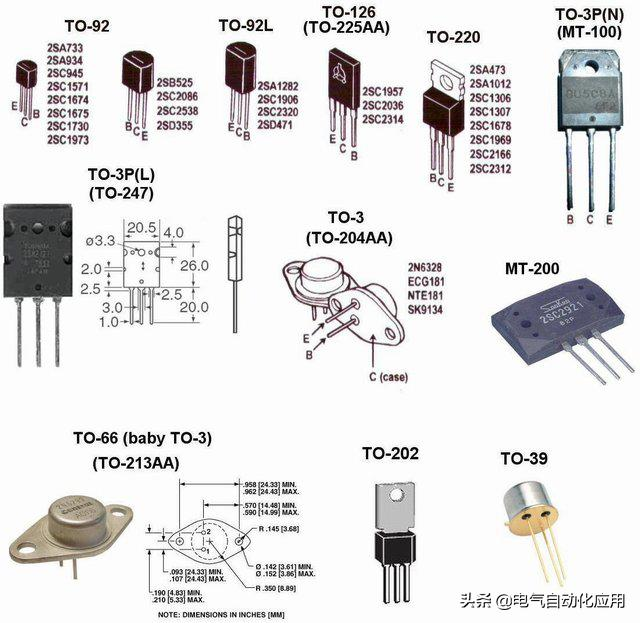 TO-92
2SA733
2SA934
2SC945
2SC1571
2SC1674
2SC1675
2SC1730
2SC1973
E
C
B
2SB525
2SC2086
2SC2538
2SD355
B
C
E
TO-92L
2SA1282
2SC1906
2SC2320
2SD471
E
C
B
TO-126
(TO-225AA)
2SC1957
2SC2036
2SC2314
E
C
B
TO-220
2SA473
2SA1012
2SC1306
2SC1307
2SC1678
2SC1969
2SC2166
2SC2312
B
C
E
TO-3P(N)
(MT-100)
B
C
E
TO-3P(L)
(TO-247)
TOSHIBA
JAPAN
20.5
4.0
ø3.3
2.0
2.5
26.0
3.0
2.5
20.0
1.0
TO-3
(TO-204AA)
2N6328
ECG181
NTE181
SK9134
E
B
C (case)
MT-200
Sanken
2SC2921
82P
TO-66 (baby TO-3)
(TO-213AA)
.958 [24.33] MIN.
.962 [24.43] MAX.
.570 [14.48] MIN.
.590 [14.99] MAX.
R .145 [3.68]
2
1
Ø .142 [3.61] MIN.
Ø .152 [3.86] MAX.
.093 [24.33] MIN.
.107 [24.43] MAX.
R .350 [8.89]
.190 [4.83] MIN.
.210 [5.33] MAX.
NOTE: DIMENSIONS IN INCHES [MM]
TO-202
TO-39
头条 @电气自动化应用